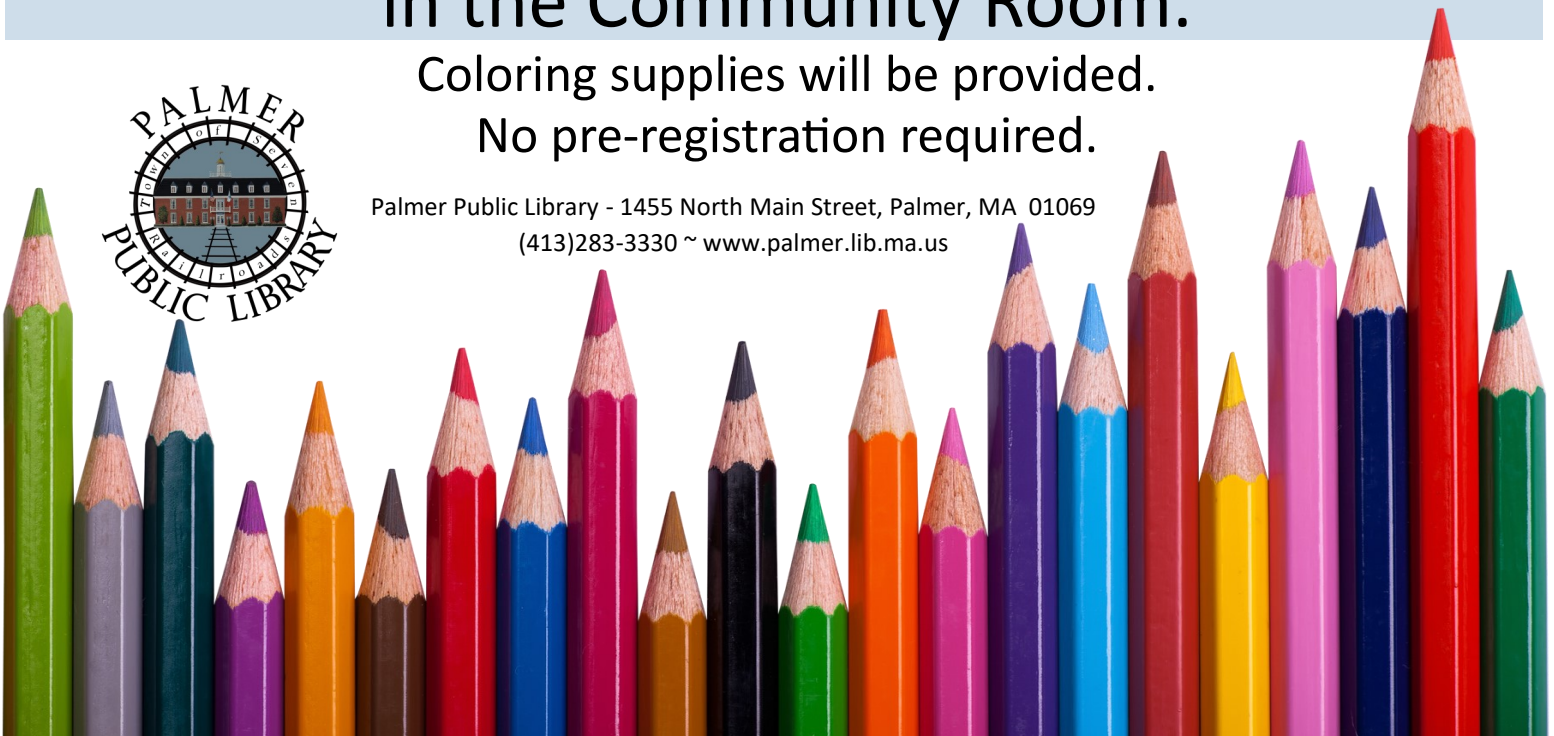 in the Community Room.
Coloring supplies will be provided.
No pre-registration required.
PALMER
Town of Seven
Railroads
PUBLIC LIBRARY
Palmer Public Library - 1455 North Main Street, Palmer, MA 01069
(413)283-3330 ~ www.palmer.lib.ma.us